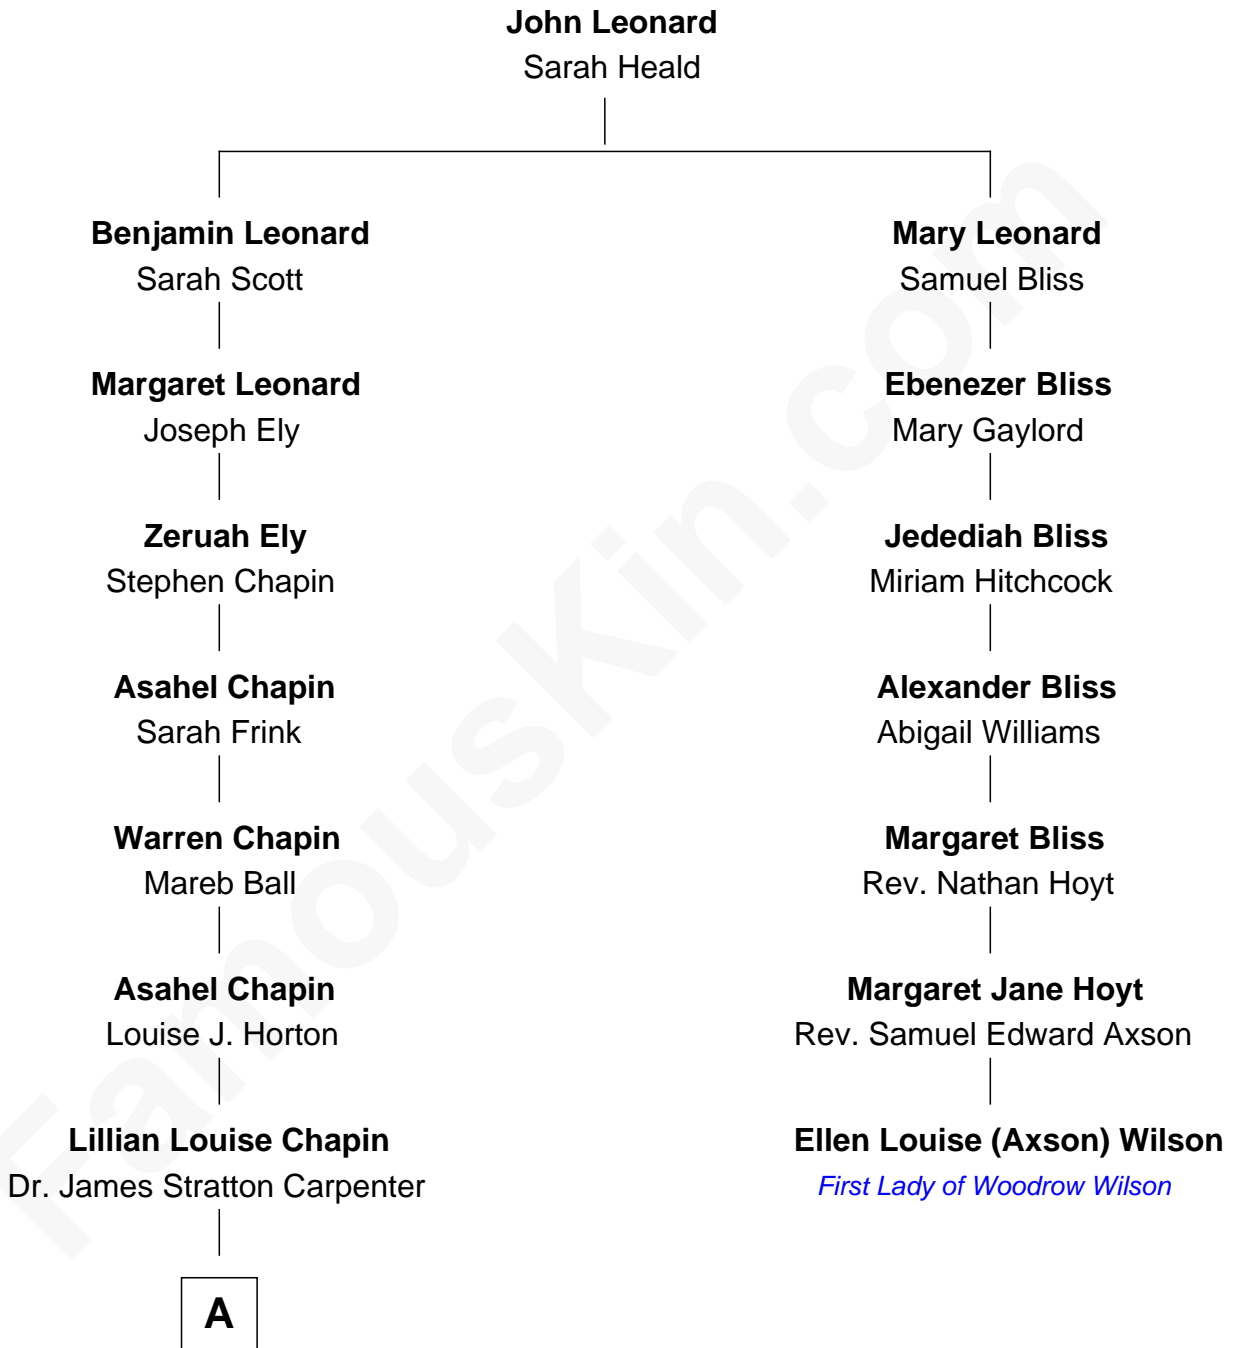 John Leonard
Sarah Heald
Benjamin Leonard
Sarah Scott
Mary Leonard
Samuel Bliss
Margaret Leonard
Joseph Ely
Ebenezer Bliss
Mary Gaylord
Zeruah Ely
Stephen Chapin
Jedediah Bliss
Miriam Hitchcock
Asahel Chapin
Sarah Frink
Alexander Bliss
Abigail Williams
Warren Chapin
Mareb Ball
Margaret Bliss
Rev. Nathan Hoyt
Asahel Chapin
Louise J. Horton
Margaret Jane Hoyt
Rev. Samuel Edward Axson
Lillian Louise Chapin
Dr. James Stratton Carpenter
Ellen Louise (Axson) Wilson
First Lady of Woodrow Wilson
A
FamousKin.com